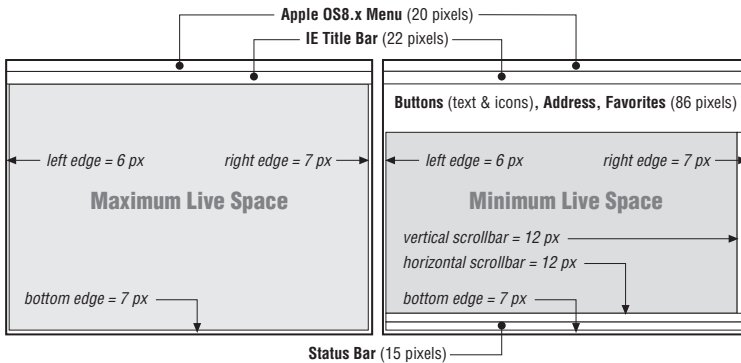 Apple OS8.x Menu (20 pixels)
IE Title Bar (22 pixels)
left edge = 6 px
right edge = 7 px
Maximum Live Space
bottom edge = 7 px
Buttons (text & icons), Address, Favorites (86 pixels)
left edge = 6 px
right edge = 7 px
Minimum Live Space
vertical scrollbar = 12 px
horizontal scrollbar = 12 px
bottom edge = 7 px
Status Bar (15 pixels)